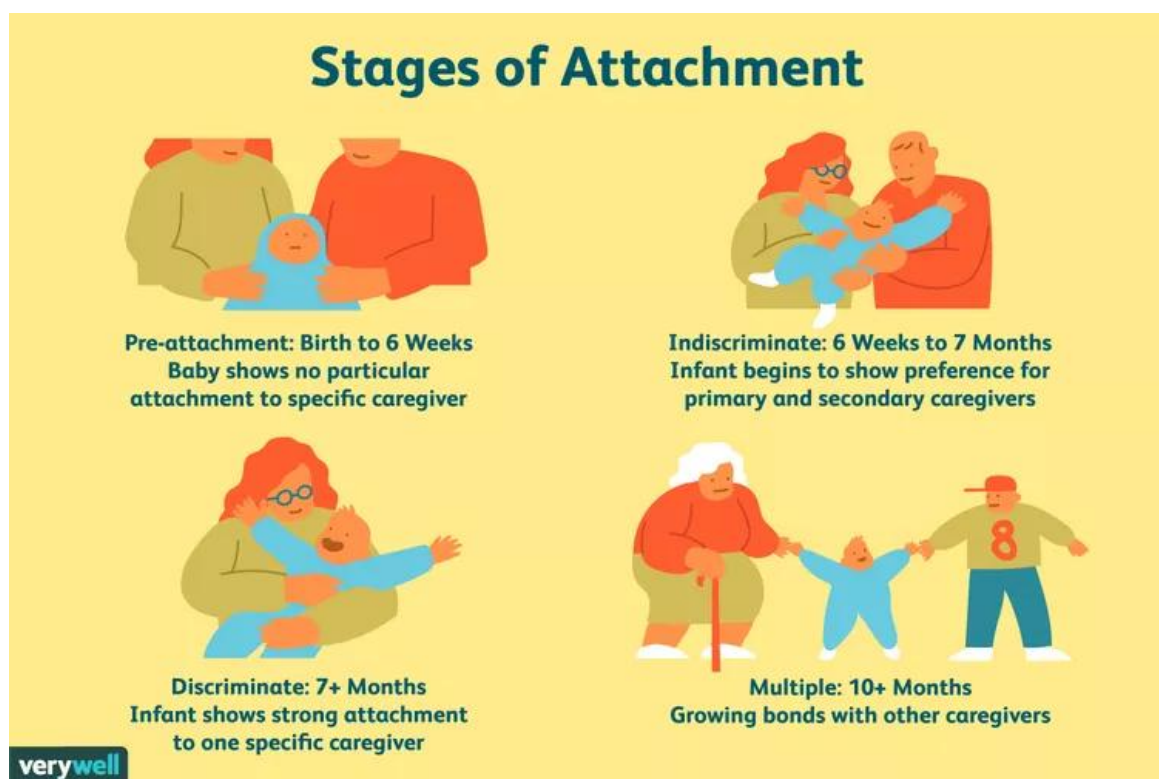 Stages of Attachment
Pre-attachment: Birth to 6 Weeks
Baby shows no particular
attachment to specific caregiver
Indiscriminate: 6 Weeks to 7 Months
Infant begins to show preference for
primary and secondary caregivers
8
Discriminate: 7+ Months
Infant shows strong attachment
to one specific caregiver
Multiple: 10+ Months
Growing bonds with other caregivers
verywell